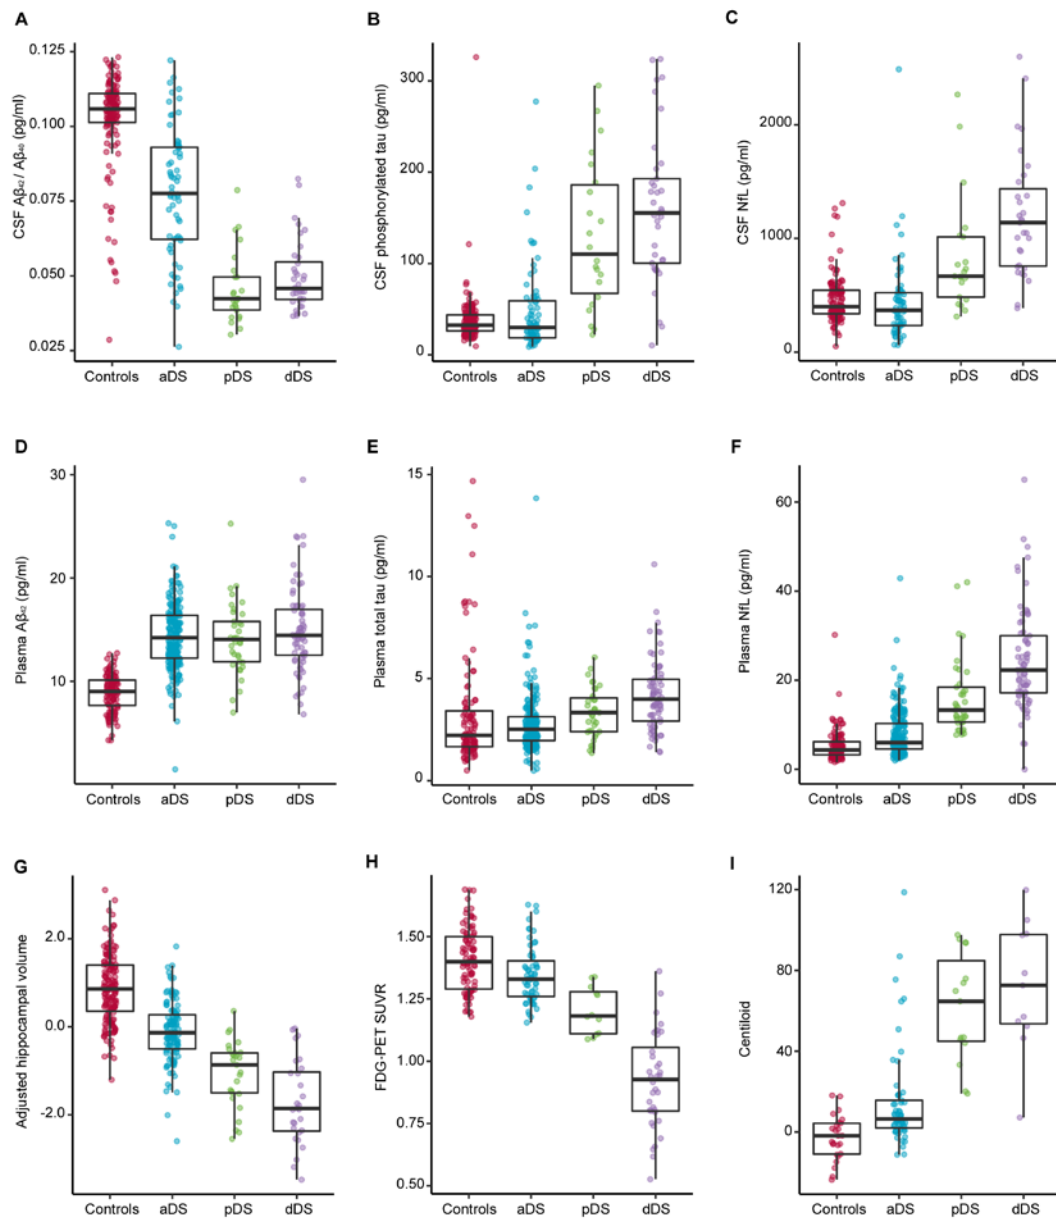 A
CSF Aβ₄₂/ Aβ₄₀ (pg/ml)
0.125
0.100
0.075
0.050
0.025
Controls aDS pDS dDS
B
CSF phosphorylated tau (pg/ml)
300
200
100
0
Controls aDS pDS dDS
C
CSF NfL (pg/ml)
2000
1000
0
Controls aDS pDS dDS
D
Plasma Aβ₄₂ (pg/ml)
30
20
10
Controls aDS pDS dDS
E
Plasma total tau (pg/ml)
15
10
5
0
Controls aDS pDS dDS
F
Plasma NfL (pg/ml)
60
40
20
0
Controls aDS pDS dDS
G
Adjusted hippocampal volume
2.0
0.0
-2.0
Controls aDS pDS dDS
H
FDG-PET SUVR
1.50
1.25
1.00
0.75
0.50
Controls aDS pDS dDS
I
Centiloid
120
80
40
0
Controls aDS pDS dDS